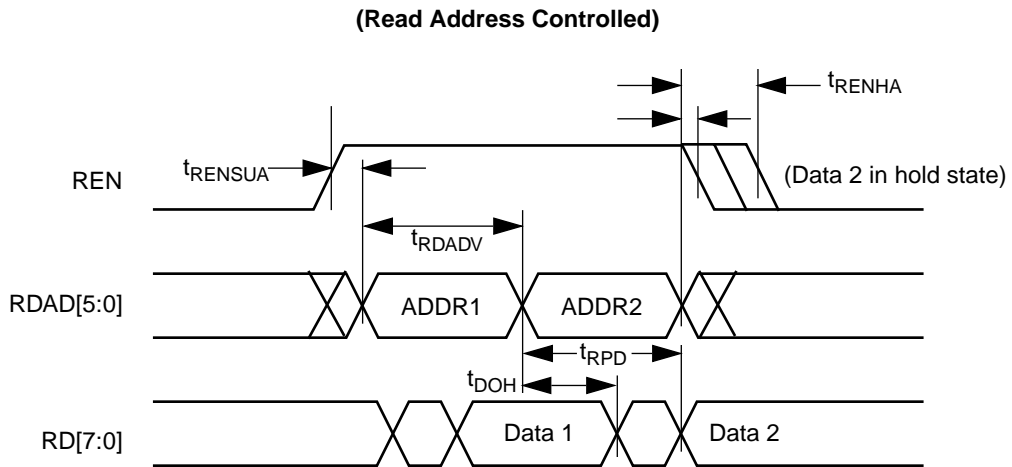 (Read Address Controlled)
tRENHA
tRENSUA
REN
(Data 2 in hold state)
tRDADV
RDAD[5:0]
ADDR1
ADDR2
tRPD
tDOH
RD[7:0]
Data 1
Data 2